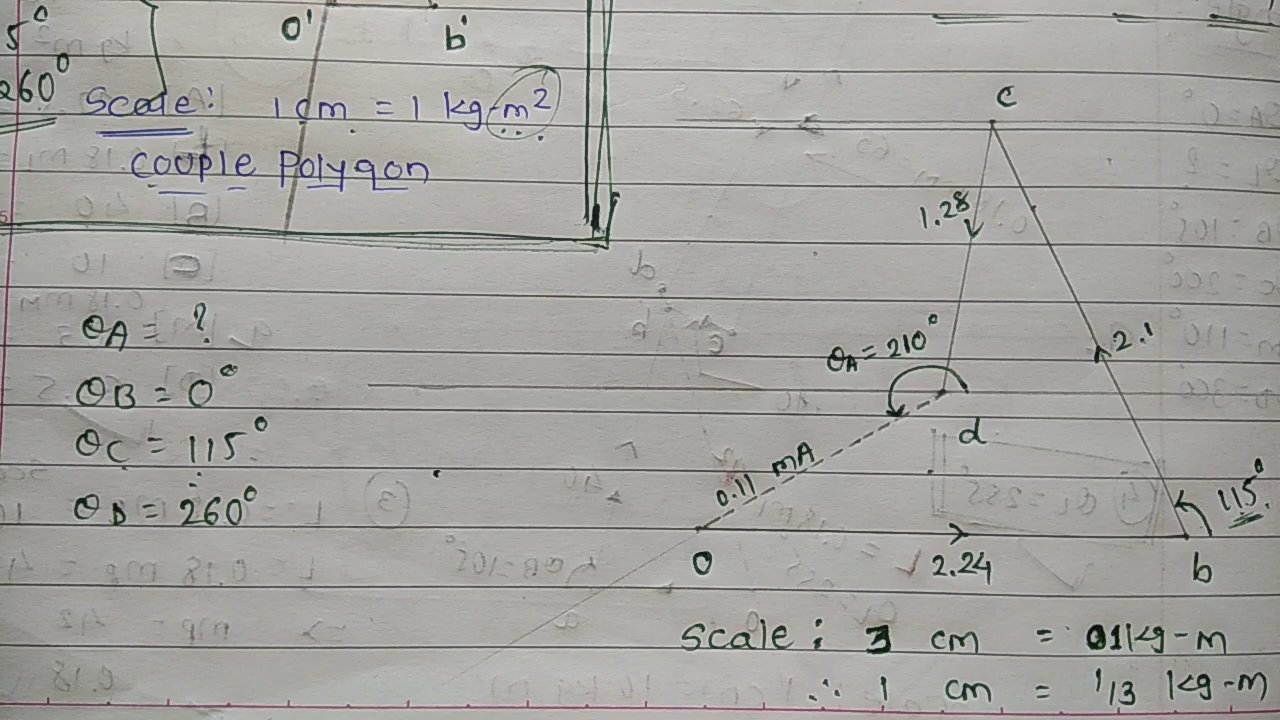 5°
O' b'
260° Scale: 1 cm = 1 kg-m²
Couple Polygon
θA = ?
θB = 0°
θC = 115°
θD = 260°
c
1.28
2.1
θA = 210°
d
0.11 mA
115°
O 2.24 b
Scale: 3 cm = 01 kg-m
∴ 1 cm = 1/3 kg-m